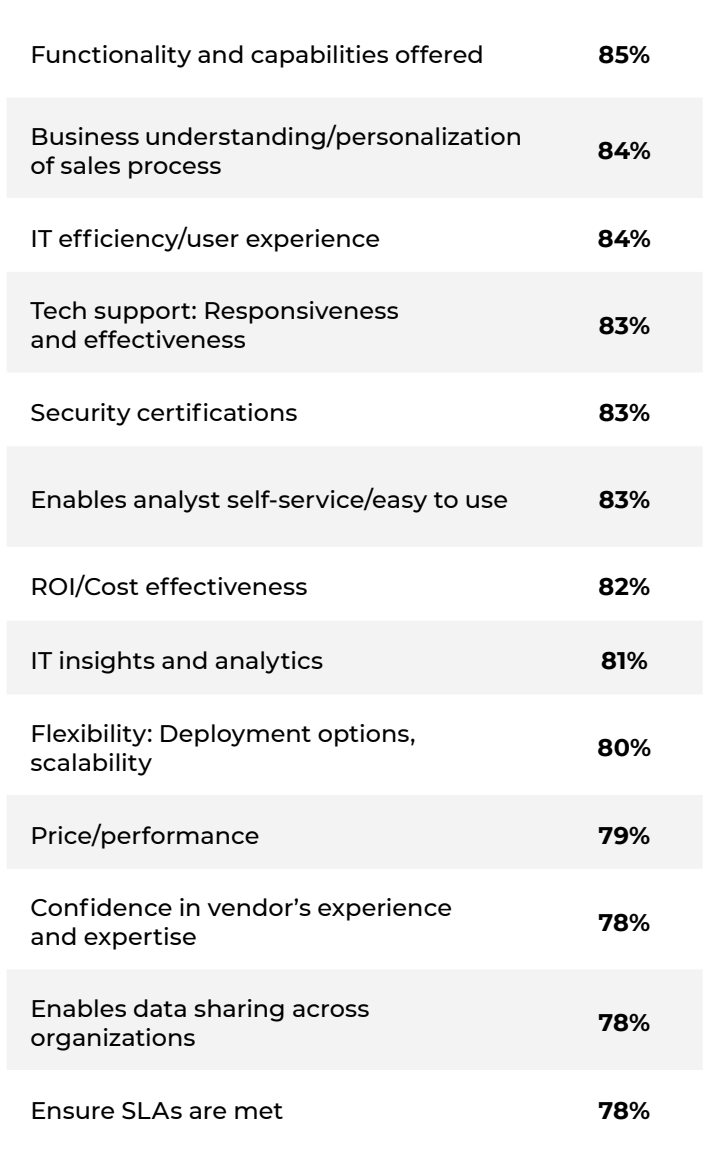 Functionality and capabilities offered 85%
Business understanding/personalization
of sales process 84%
IT efficiency/user experience 84%
Tech support: Responsiveness
and effectiveness 83%
Security certifications 83%
Enables analyst self-service/easy to use 83%
ROI/Cost effectiveness 82%
IT insights and analytics 81%
Flexibility: Deployment options,
scalability 80%
Price/performance 79%
Confidence in vendor’s experience
and expertise 78%
Enables data sharing across
organizations 78%
Ensure SLAs are met 78%